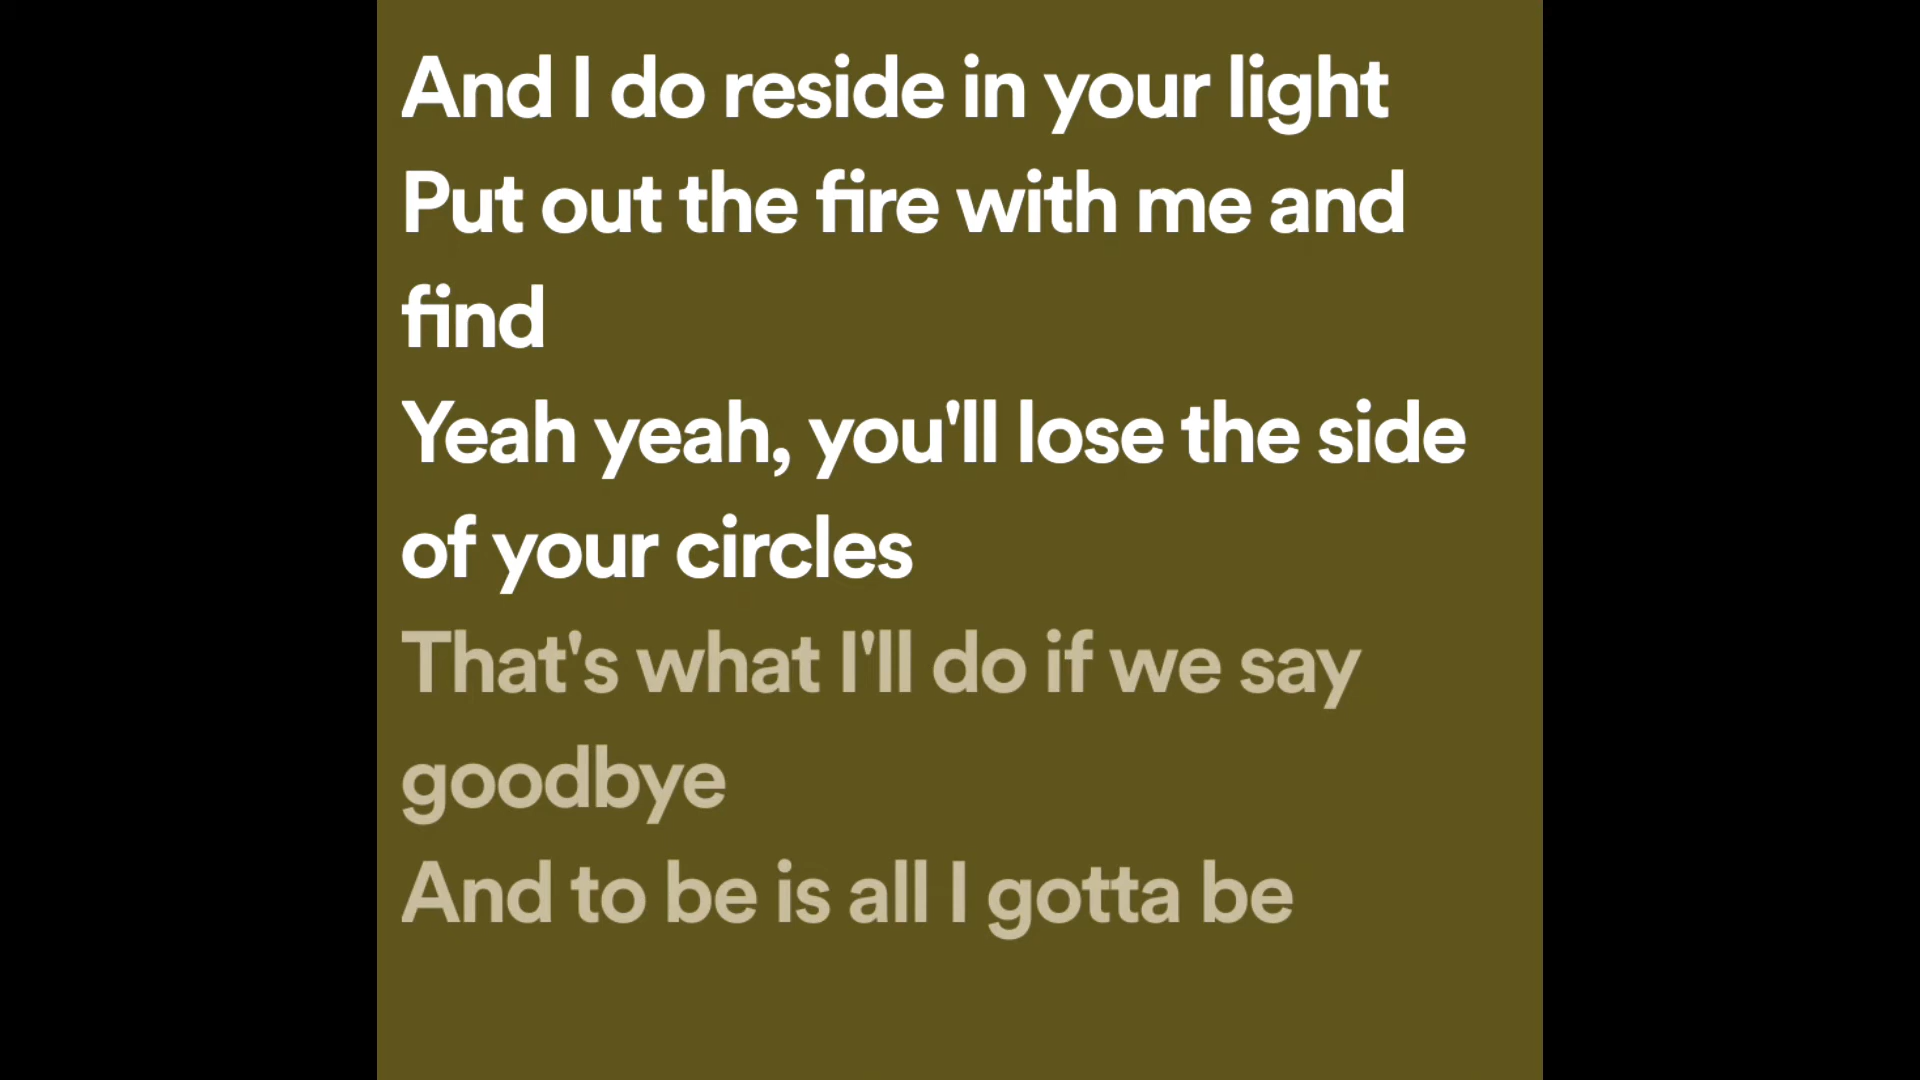 And I do reside in your light
Put out the fire with me and
find
Yeah yeah, you'll lose the side
of your circles
That's what I'll do if we say
goodbye
And to be is all I gotta be